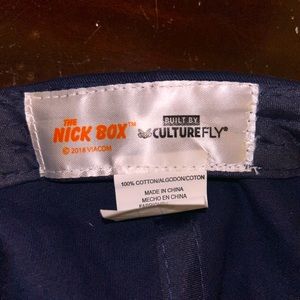 THE
NICK BOX™
© 2018 VIACOM
BUILT BY
CULTUREFLY®
100% COTTON/ALGODON/COTON
MADE IN CHINA
HECHO EN CHINA